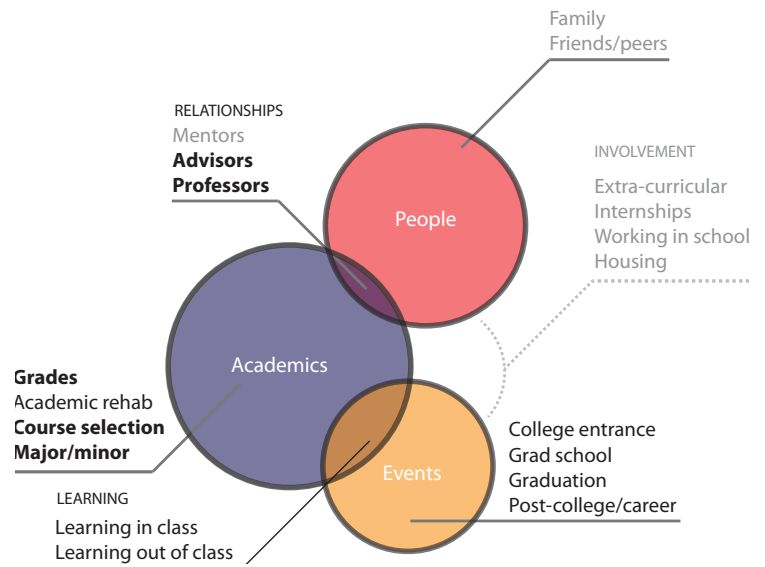 Family
Friends/peers
RELATIONSHIPS
Mentors
Advisors
Professors
INVOLVEMENT
Extra-curricular
Internships
Working in school
Housing
People
Academics
Grades
Academic rehab
Course selection
Major/minor
College entrance
Grad school
Graduation
Post-college/career
Events
LEARNING
Learning in class
Learning out of class